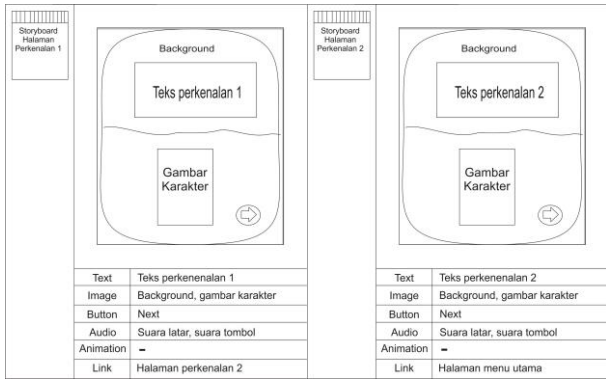 Storyboard
Halaman
Perkenalan 1
Background
Teks perkenalan 1
Gambar
Karakter
Text Teks perkenenalan 1
Image Background, gambar karakter
Button Next
Audio Suara latar, suara tombol
Animation –
Link Halaman perkenalan 2
Storyboard
Halaman
Perkenalan 2
Background
Teks perkenalan 2
Gambar
Karakter
Text Teks perkenenalan 2
Image Background, gambar karakter
Button Next
Audio Suara latar, suara tombol
Animation –
Link Halaman menu utama